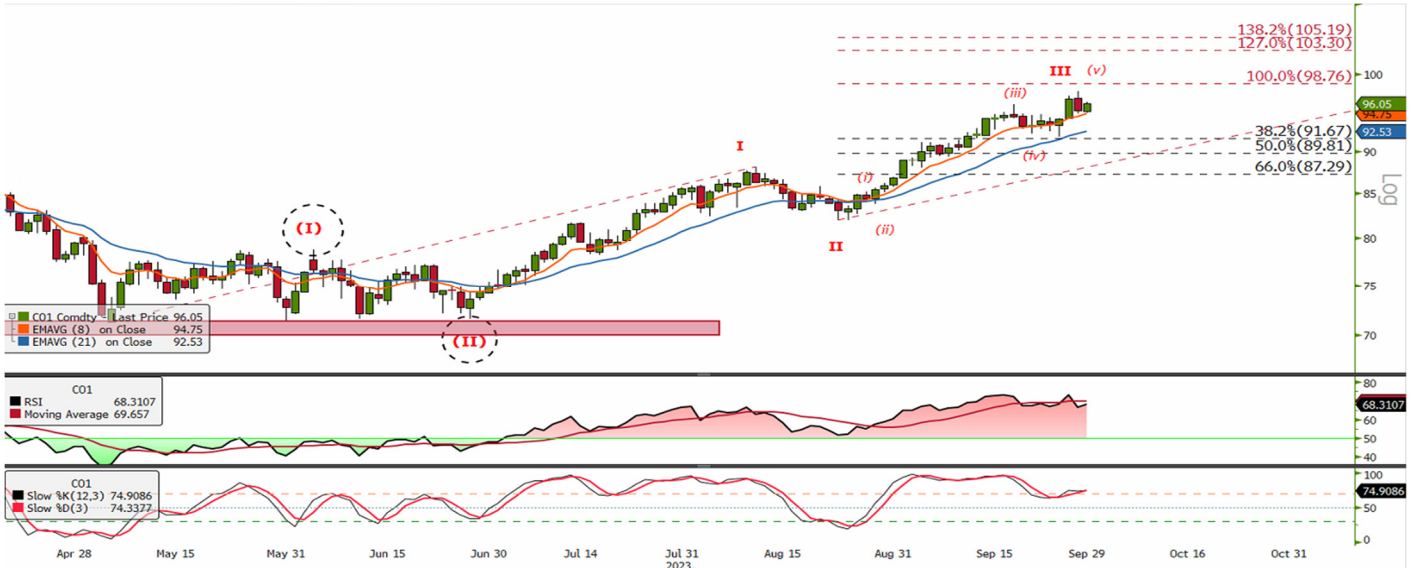 138.2%(105.19)
127.0%(103.30)
III (v)
100
100.0%(98.76)
(iii)
96.05
94.75
92.53
38.2%(91.67)
I
90
50.0%(89.81)
(iv)
66.0%(87.29)
(i)
Log
85
(ii)
(I)
II
80
75
CO1 Comdty - Last Price 96.05
EMAVG (8) on Close 94.75
EMAVG (21) on Close 92.53
70
(II)
CO1
80
RSI 68.3107
Moving Average 69.657
68.3107
60
50
40
CO1
100
Slow %K(12,3) 74.9086
Slow %D(3) 74.3377
74.9086
50
0
Apr 28 May 15 May 31 Jun 15 Jun 30 Jul 14 Jul 31 Aug 15 Aug 31 Sep 15 Sep 29 Oct 16 Oct 31
2023